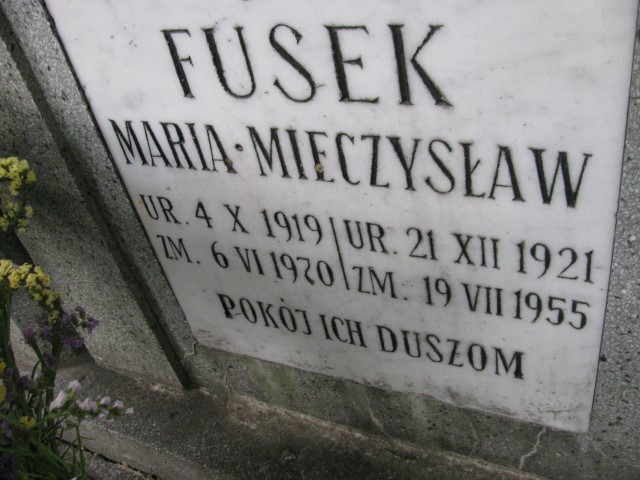 FUSEK
MARIA · MIECZYSŁAW
UR. 4 X 1919 UR. 21 XII 1921
ZM. 6 VI 1970 ZM. 19 VII 1955
POKÓJ ICH DUSZOM